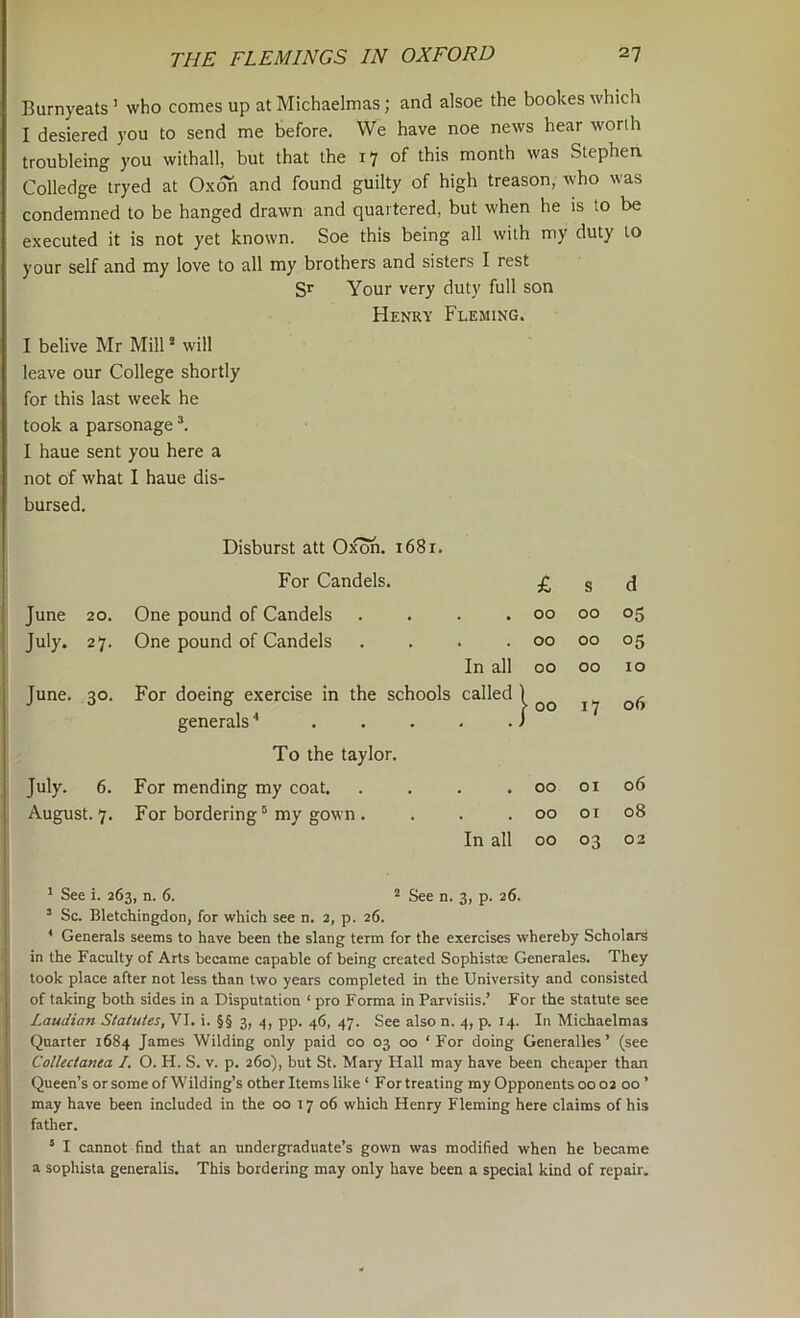 THE FLEMINGS IN OXFORD 27
Burnyeats ¹ who comes up at Michaelmas; and alsoe the bookes which
I desiered you to send me before. We have noe news hear worth
troubleing you withall, but that the 17 of this month was Stephen
Colledge tryed at Oxon̄ and found guilty of high treason, who was
condemned to be hanged drawn and quartered, but when he is to be
executed it is not yet known. Soe this being all with my duty to
your self and my love to all my brothers and sisters I rest
Sʳ Your very duty full son
HENRY FLEMING.
I belive Mr Mill ² will
leave our College shortly
for this last week he
took a parsonage ³.
I haue sent you here a
not of what I haue dis-
bursed.
Disburst att Oxon̄. 1681.
For Candels. £ s d
June 20. One pound of Candels . . . . 00 00 05
July. 27. One pound of Candels . . . . 00 00 05
In all 00 00 10
June. 30. For doeing exercise in the schools called }
generals ⁴ . . . . . } 00 17 06
To the taylor.
July. 6. For mending my coat. . . . . 00 01 06
August. 7. For bordering ⁵ my gown . . . . 00 01 08
In all 00 03 02
¹ See i. 263, n. 6. ² See n. 3, p. 26.
³ Sc. Bletchingdon, for which see n. 2, p. 26.
⁴ Generals seems to have been the slang term for the exercises whereby Scholars
in the Faculty of Arts became capable of being created Sophistæ Generales. They
took place after not less than two years completed in the University and consisted
of taking both sides in a Disputation ‘ pro Forma in Parvisiis.’ For the statute see
Laudian Statutes, VI. i. §§ 3, 4, pp. 46, 47. See also n. 4, p. 14. In Michaelmas
Quarter 1684 James Wilding only paid 00 03 00 ‘ For doing Generalles ’ (see
Collectanea I. O. H. S. v. p. 260), but St. Mary Hall may have been cheaper than
Queen’s or some of Wilding’s other Items like ‘ For treating my Opponents 00 02 00 ’
may have been included in the 00 17 06 which Henry Fleming here claims of his
father.
⁵ I cannot find that an undergraduate’s gown was modified when he became
a sophista generalis. This bordering may only have been a special kind of repair.